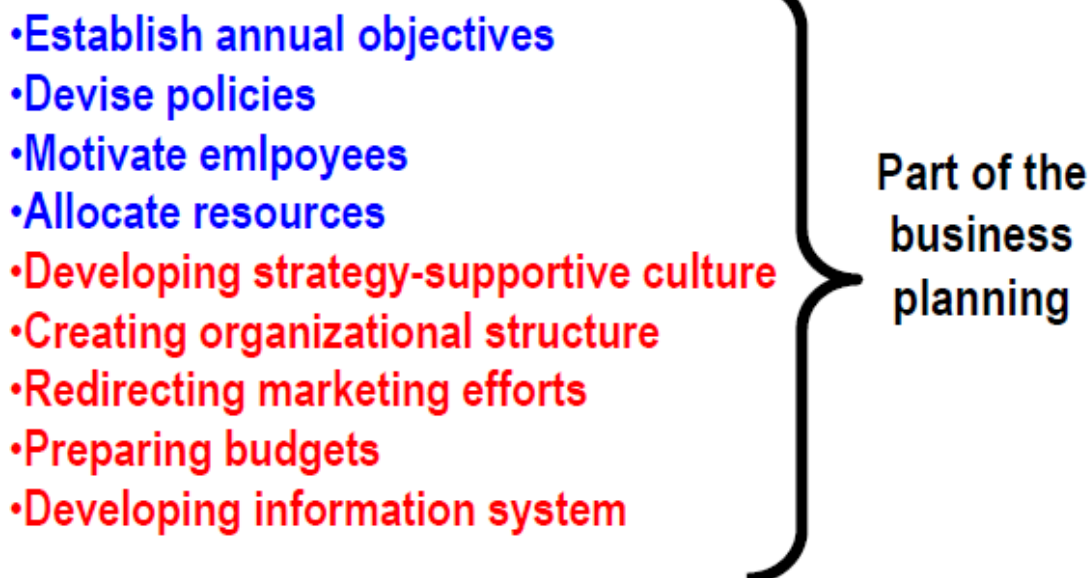 •Establish annual objectives
•Devise policies
•Motivate emlpoyees
•Allocate resources
•Developing strategy-supportive culture
•Creating organizational structure
•Redirecting marketing efforts
•Preparing budgets
•Developing information system
Part of the
business
planning